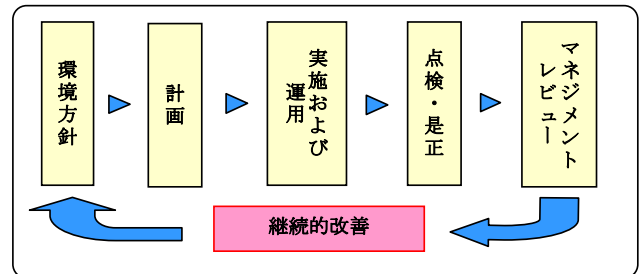 環境方針
計画
実施および
運用
点検・是正
マネジメント
レビュー
継続的改善